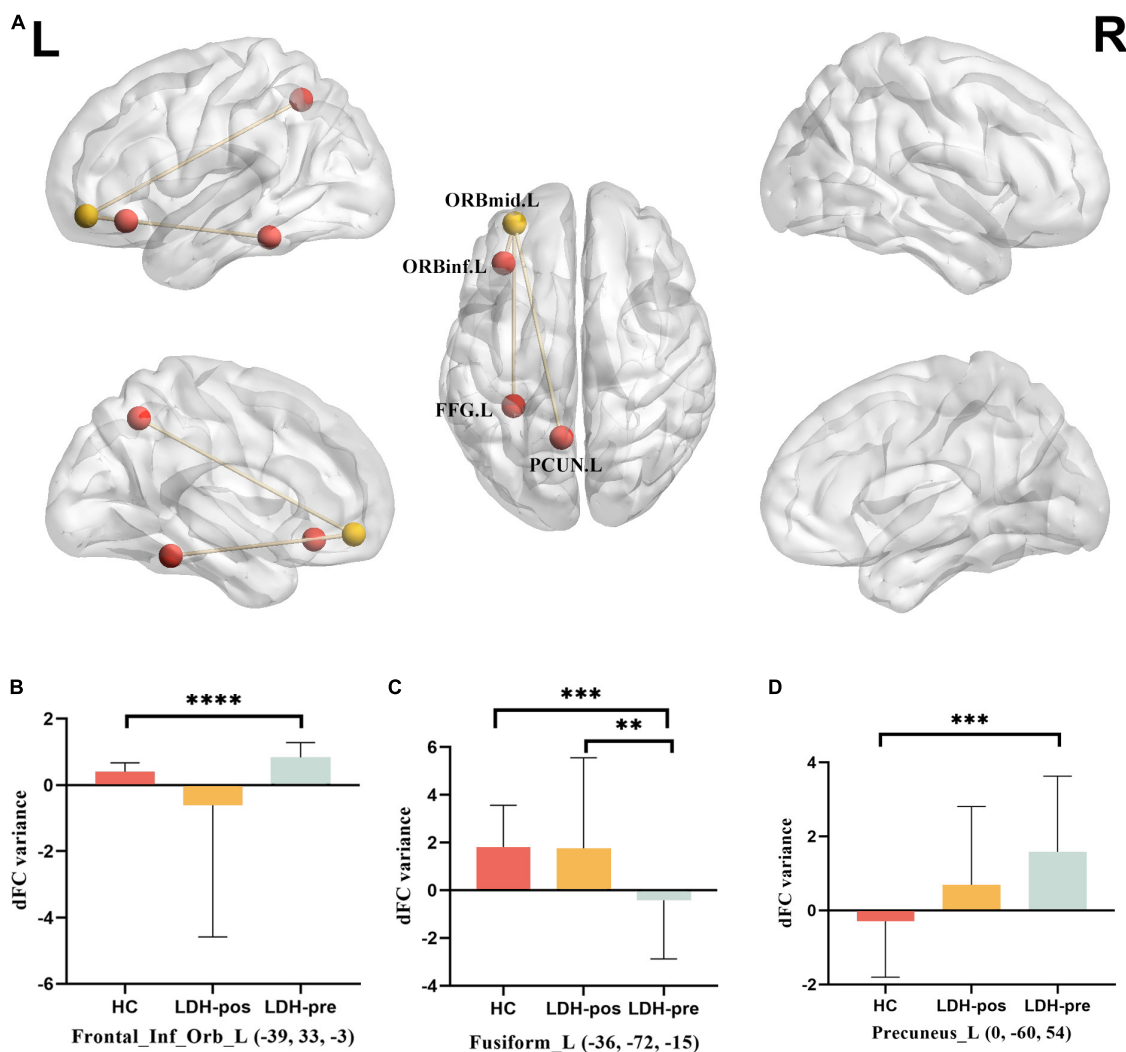 A
L
R
ORBmid.L
ORBinf.L
FFG.L
PCUN.L
B
****
2
0
-2
-4
-6
dFC variance
HC LDH-pos LDH-pre
Frontal_Inf_Orb_L (-39, 33, -3)
C
***
**
6
4
2
0
-2
-4
dFC variance
HC LDH-pos LDH-pre
Fusiform_L (-36, -72, -15)
D
***
4
2
0
-2
dFC variance
HC LDH-pos LDH-pre
Precuneus_L (0, -60, 54)